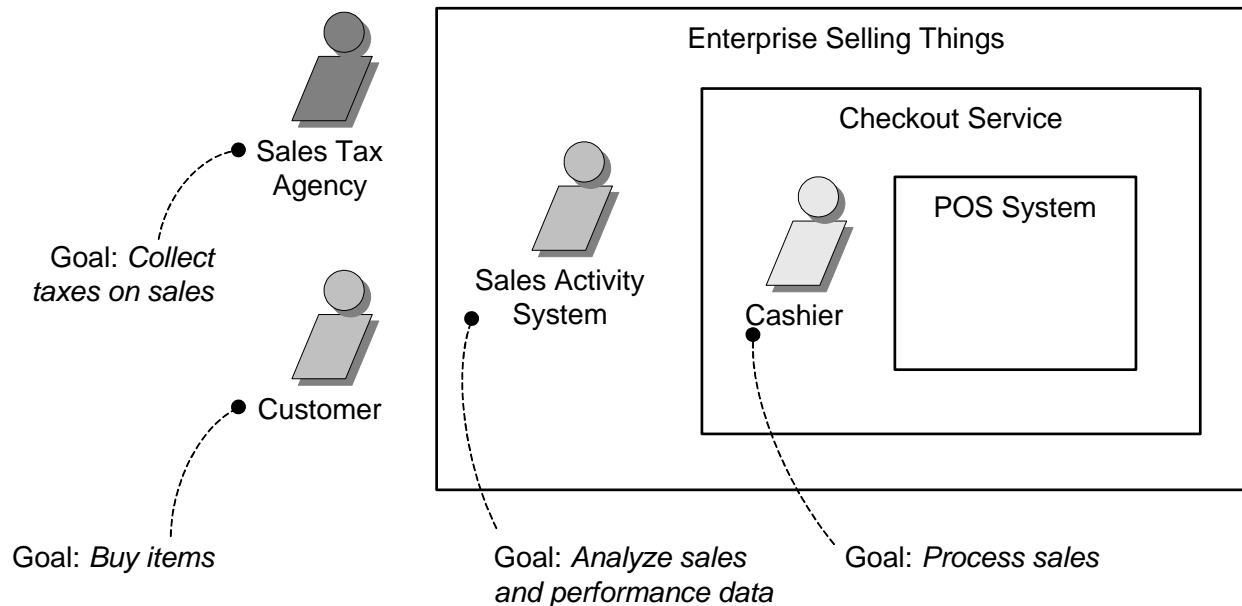 Enterprise Selling Things
Checkout Service
POS System
Sales Tax
Agency
Goal: Collect
taxes on sales
Sales Activity
System
Cashier
Customer
Goal: Buy items
Goal: Analyze sales
and performance data
Goal: Process sales